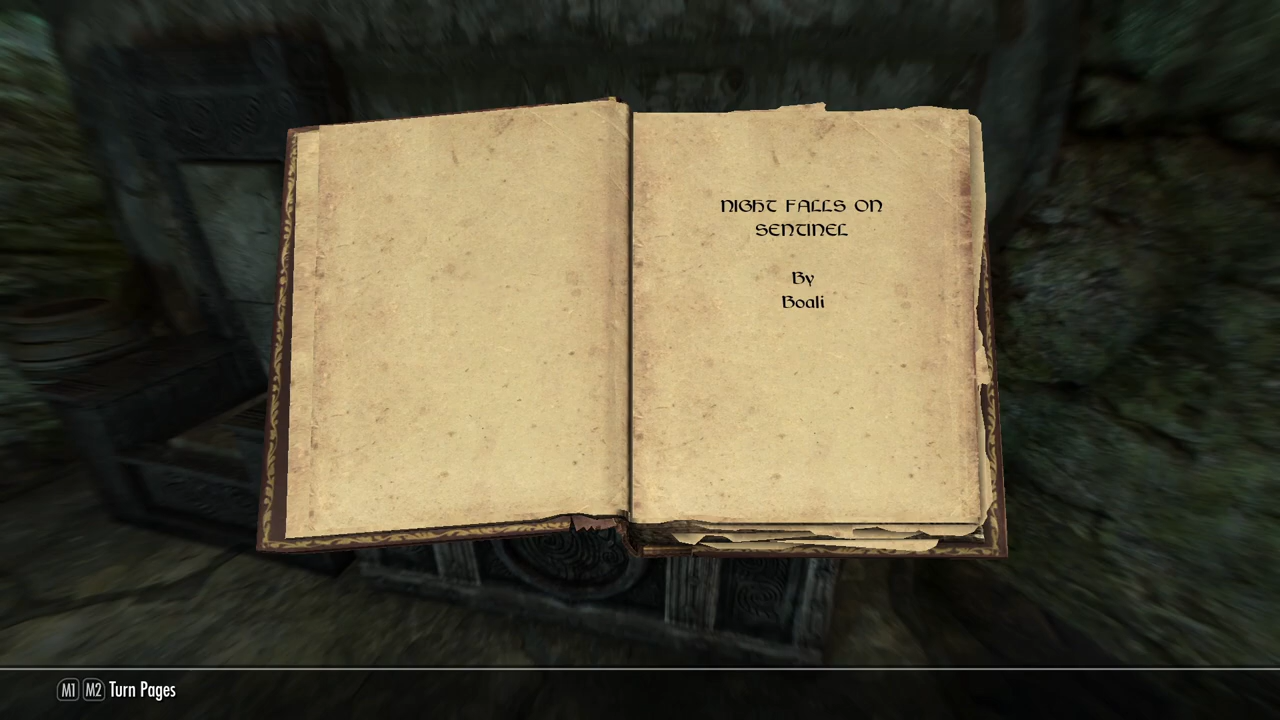 NIGHT FALLS ON
SENTINEL
By
Boali
M1 M2 Turn Pages